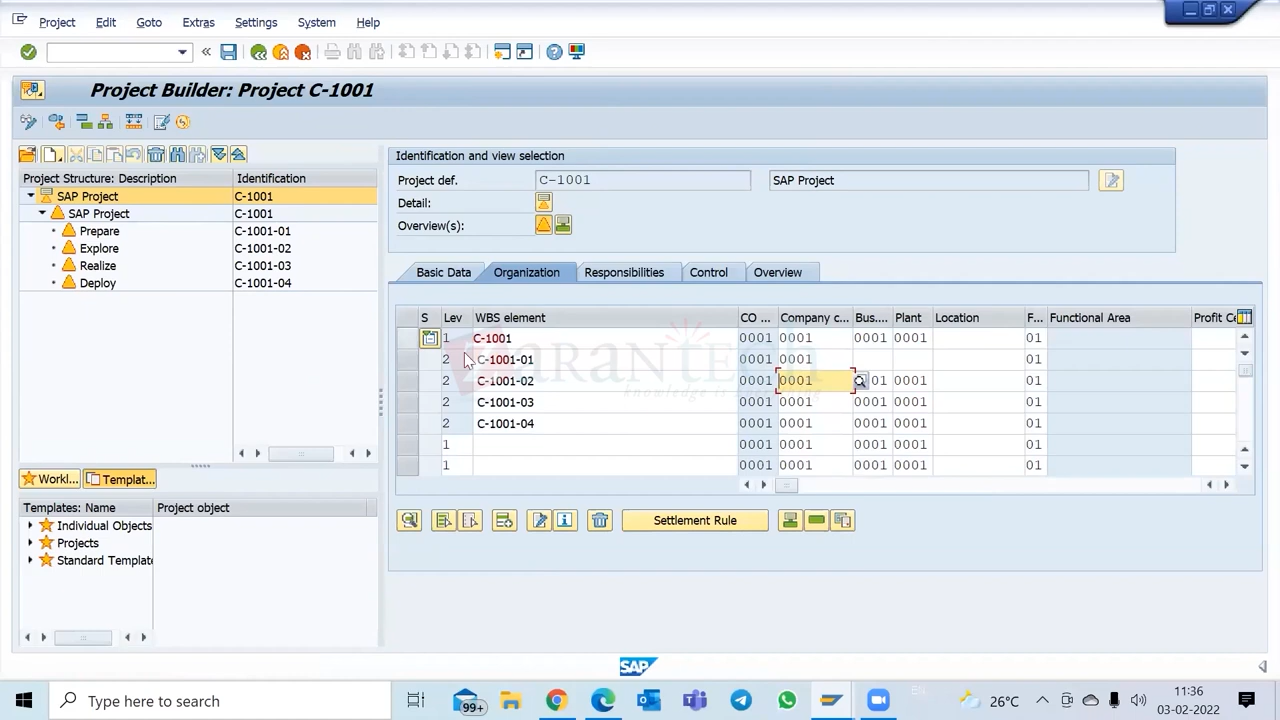 Project Edit Goto Extras Settings System Help
Project Builder: Project C-1001
Project Structure: Description Identification
SAP Project C-1001
SAP Project C-1001
Prepare C-1001-01
Explore C-1001-02
Realize C-1001-03
Deploy C-1001-04
Workl... Templat...
Templates: Name Project object
Individual Objects
Projects
Standard Template
Identification and view selection
Project def. C-1001 SAP Project
Detail:
Overview(s):
Basic Data Organization Responsibilities Control Overview
S Lev WBS element CO ... Company c... Bus.... Plant Location F... Functional Area Profit Ce
1 C-1001 0001 0001 0001 0001 01
2 C-1001-01 0001 0001 01
2 C-1001-02 0001 0001 01 0001 01
2 C-1001-03 0001 0001 0001 0001 01
2 C-1001-04 0001 0001 0001 0001 01
1 0001 0001 0001 0001 01
1 0001 0001 0001 0001 01
ARANTECH
knowledge is
Settlement Rule
SAP
Type here to search
99+
26°C
11:36
03-02-2022